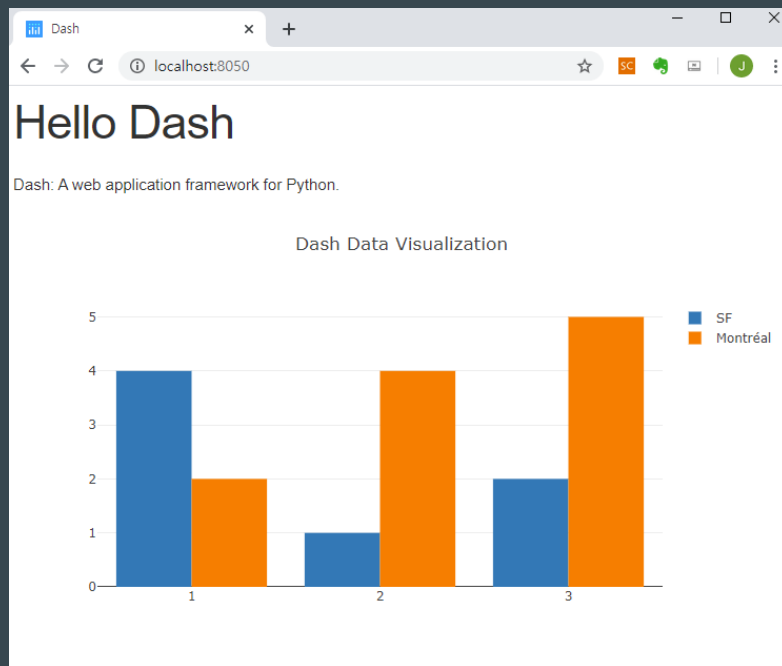 Dash
localhost:8050
SC
J
Hello Dash
Dash: A web application framework for Python.
Dash Data Visualization
5
4
3
2
1
0
1
2
3
SF
Montréal